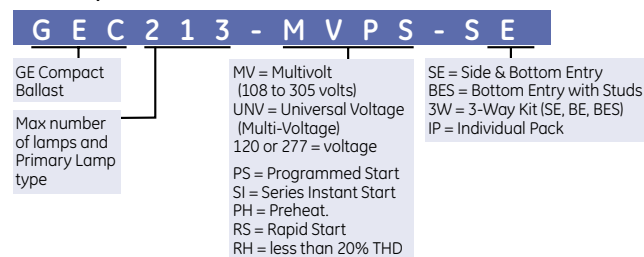 GEC213-MVPS-SE
GE Compact
Ballast
Max number
of lamps and
Primary Lamp
type
MV = Multivolt
(108 to 305 volts)
UNV = Universal Voltage
(Multi-Voltage)
120 or 277 = voltage
PS = Programmed Start
SI = Series Instant Start
PH = Preheat.
RS = Rapid Start
RH = less than 20% THD
SE = Side & Bottom Entry
BES = Bottom Entry with Studs
3W = 3-Way Kit (SE, BE, BES)
IP = Individual Pack